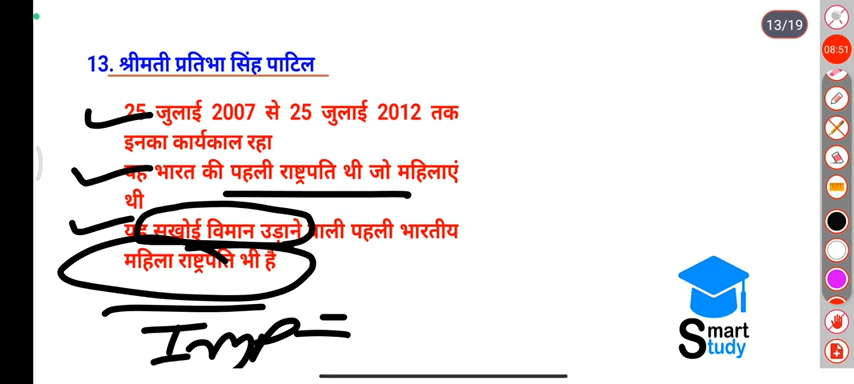 13/19
08:51
13. श्रीमती प्रतिभा सिंह पाटिल
25 जुलाई 2007 से 25 जुलाई 2012 तक
इनका कार्यकाल रहा
यह भारत की पहली राष्ट्रपति थी जो महिलाएं
थी
यह सुखोई विमान उड़ाने वाली पहली भारतीय
महिला राष्ट्रपति भी है
Imp
Smart
Study